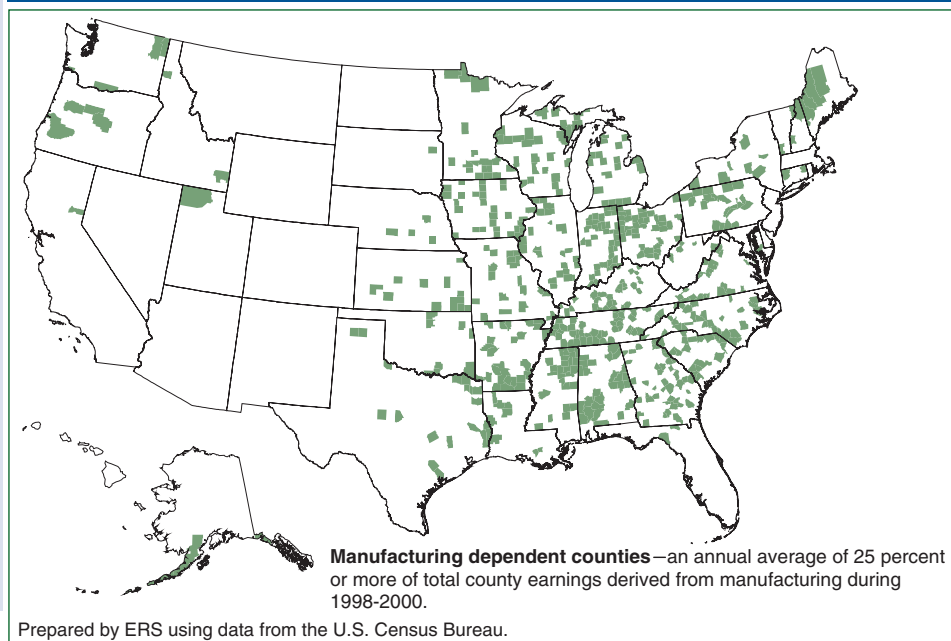 Manufacturing dependent counties—an annual average of 25 percent
or more of total county earnings derived from manufacturing during
1998-2000.
Prepared by ERS using data from the U.S. Census Bureau.